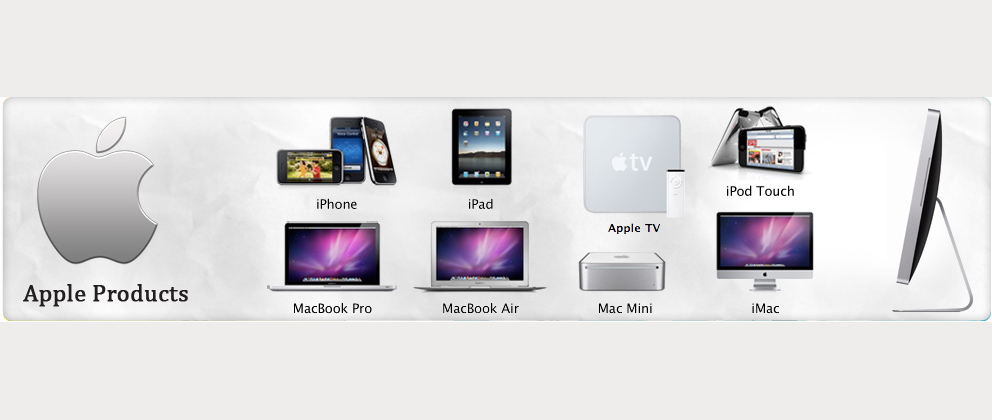 Apple Products
iPhone
iPad
tv
Apple TV
iPod Touch
MacBook Pro
MacBook Air
Mac Mini
iMac